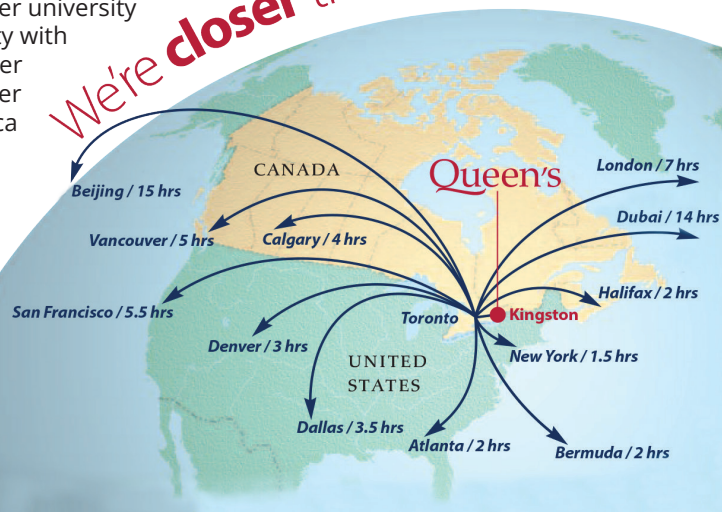 er university
ty with
er
er
ca
We're closer
CANADA
Queen's
London / 7 hrs
Beijing / 15 hrs
Dubai / 14 hrs
Vancouver / 5 hrs
Calgary / 4 hrs
Halifax / 2 hrs
San Francisco / 5.5 hrs
Toronto
Kingston
Denver / 3 hrs
New York / 1.5 hrs
UNITED
STATES
Dallas / 3.5 hrs
Atlanta / 2 hrs
Bermuda / 2 hrs